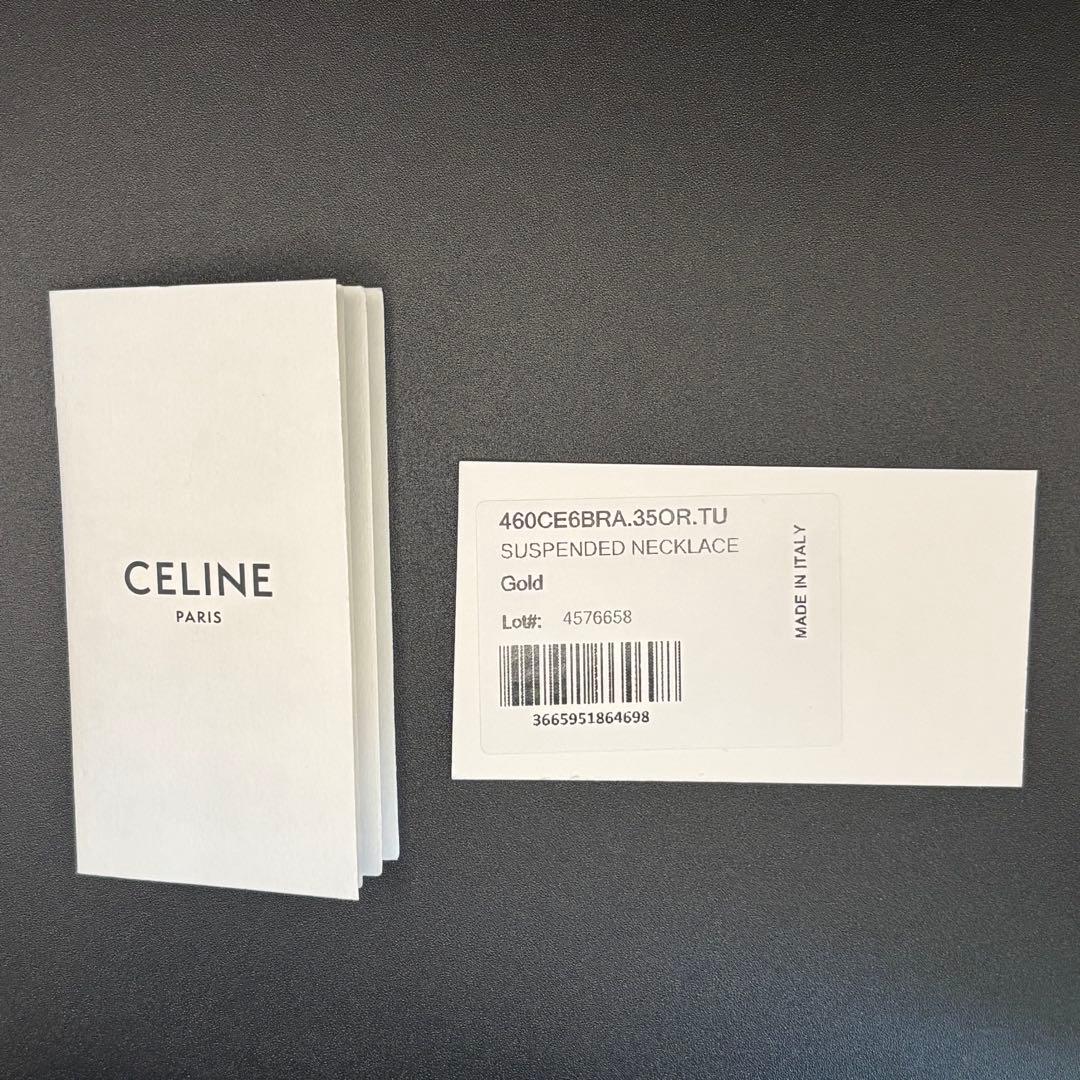 CELINE
PARIS
460CE6BRA.35OR.TU
SUSPENDED NECKLACE
Gold
Lot#: 4576658
3665951864698
MADE IN ITALY